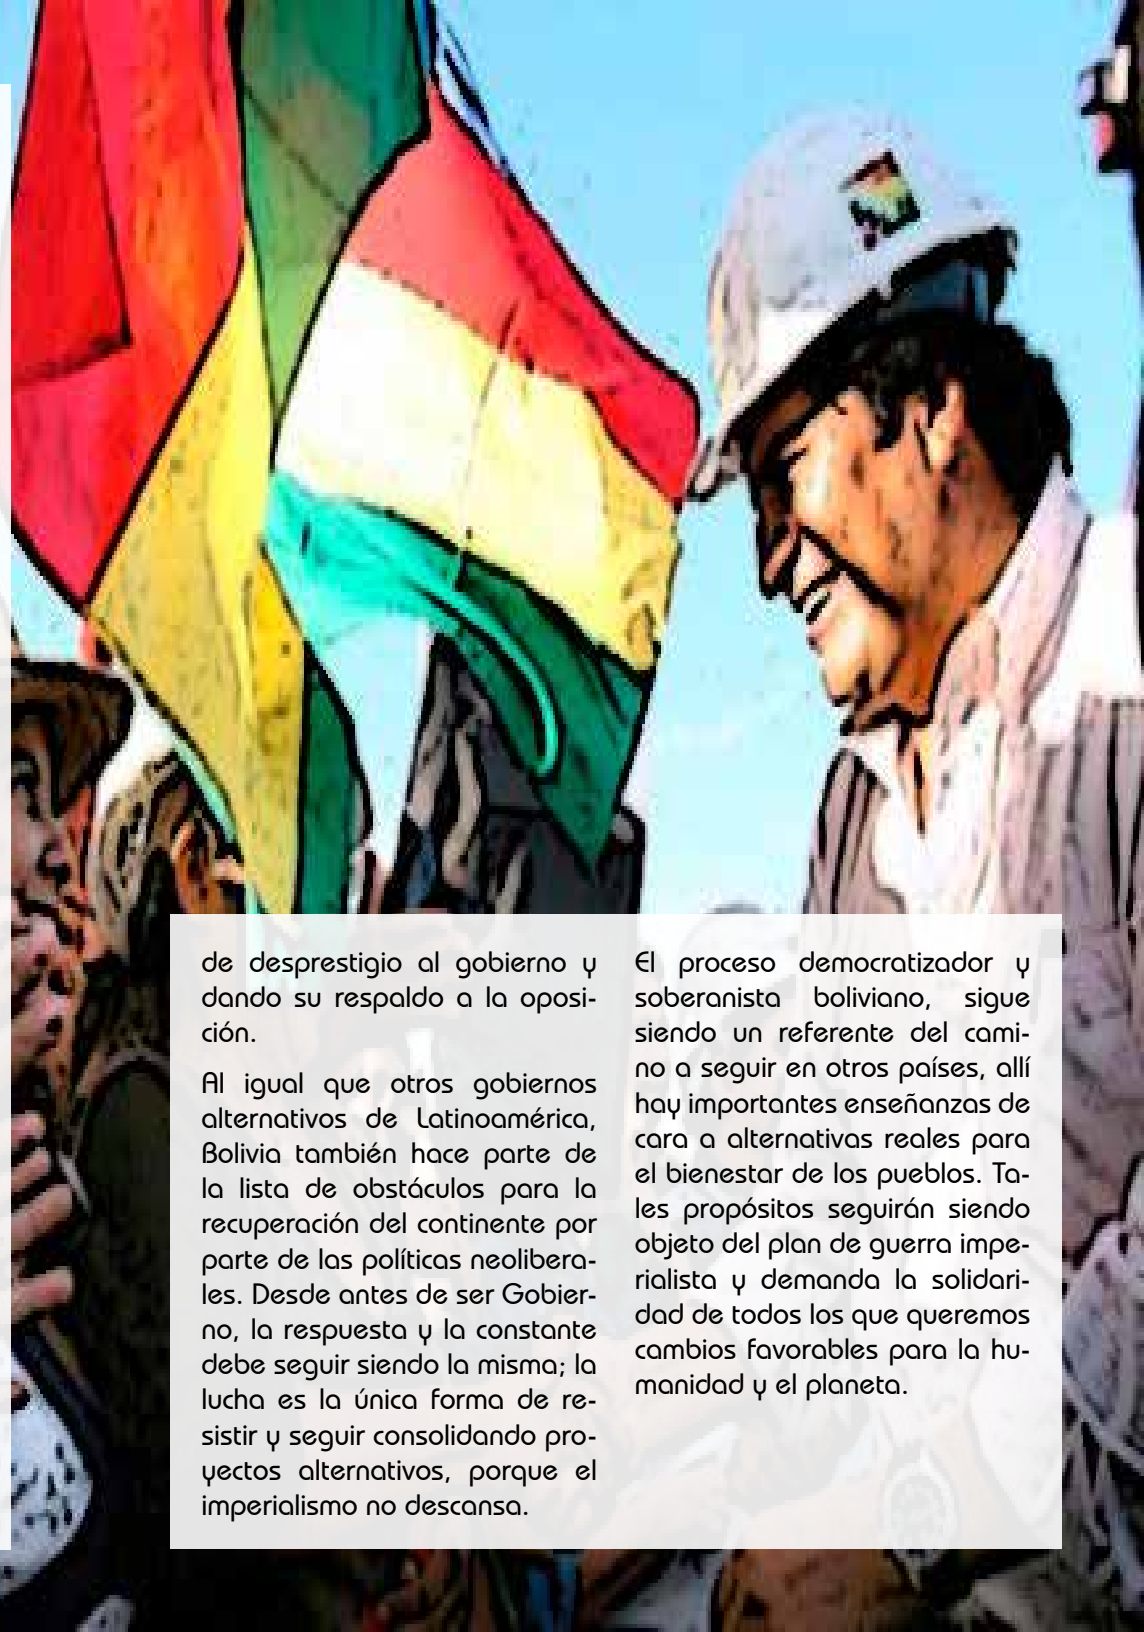 de desprestigio al gobierno y
dando su respaldo a la oposi-
ción.
Al igual que otros gobiernos
alternativos de Latinoamérica,
Bolivia también hace parte de
la lista de obstáculos para la
recuperación del continente por
parte de las políticas neolibera-
les. Desde antes de ser Gobier-
no, la respuesta y la constante
debe seguir siendo la misma; la
lucha es la única forma de re-
sistir y seguir consolidando pro-
yectos alternativos, porque el
imperialismo no descansa.
El proceso democratizador y
soberanista boliviano, sigue
siendo un referente del cami-
no a seguir en otros países, allí
hay importantes enseñanzas de
cara a alternativas reales para
el bienestar de los pueblos. Ta-
les propósitos seguirán siendo
objeto del plan de guerra impe-
rialista y demanda la solidari-
dad de todos los que queremos
cambios favorables para la hu-
manidad y el planeta.